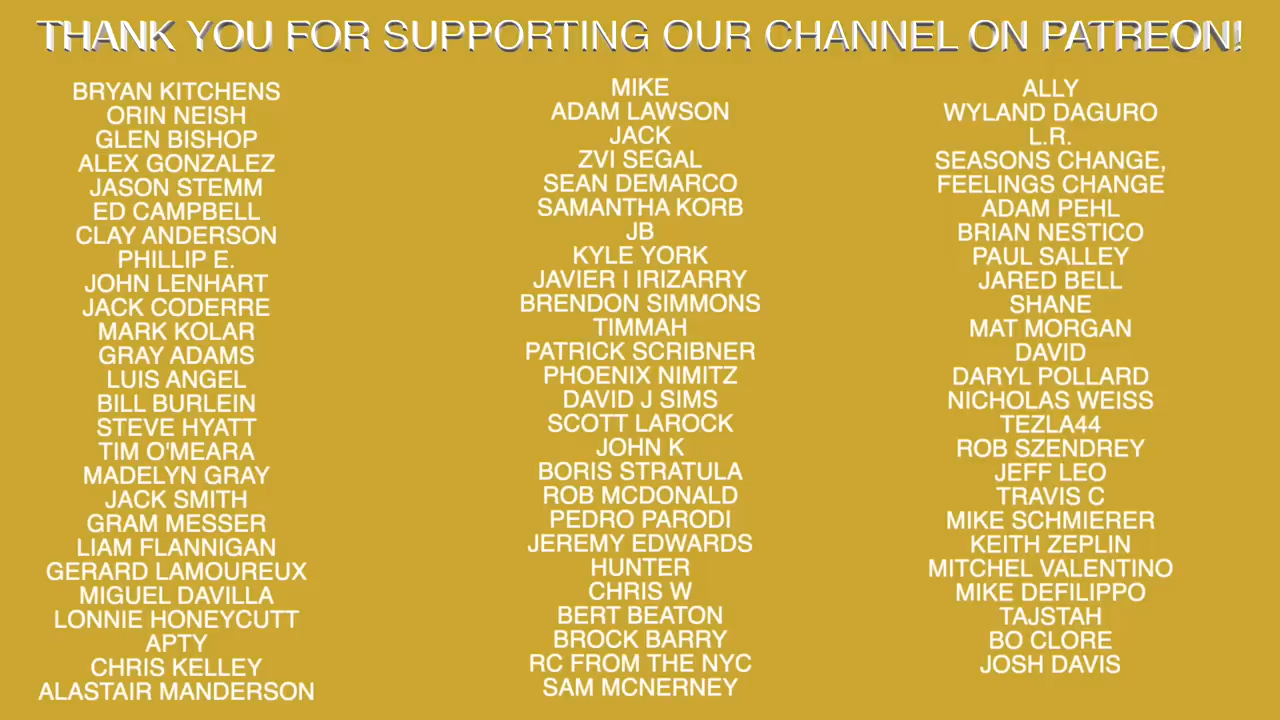 THANK YOU FOR SUPPORTING OUR CHANNEL ON PATREON!
BRYAN KITCHENS
ORIN NEISH
GLEN BISHOP
ALEX GONZALEZ
JASON STEMM
ED CAMPBELL
CLAY ANDERSON
PHILLIP E.
JOHN LENHART
JACK CODERRE
MARK KOLAR
GRAY ADAMS
LUIS ANGEL
BILL BURLEIN
STEVE HYATT
TIM O'MEARA
MADELYN GRAY
JACK SMITH
GRAM MESSER
LIAM FLANNIGAN
GERARD LAMOUREUX
MIGUEL DAVILLA
LONNIE HONEYCUTT
APTY
CHRIS KELLEY
ALASTAIR MANDERSON
MIKE
ADAM LAWSON
JACK
ZVI SEGAL
SEAN DEMARCO
SAMANTHA KORB
JB
KYLE YORK
JAVIER I IRIZARRY
BRENDON SIMMONS
TIMMAH
PATRICK SCRIBNER
PHOENIX NIMITZ
DAVID J SIMS
SCOTT LAROCK
JOHN K
BORIS STRATULA
ROB MCDONALD
PEDRO PARODI
JEREMY EDWARDS
HUNTER
CHRIS W
BERT BEATON
BROCK BARRY
RC FROM THE NYC
SAM MCNERNEY
ALLY
WYLAND DAGURO
L.R.
SEASONS CHANGE,
FEELINGS CHANGE
ADAM PEHL
BRIAN NESTICO
PAUL SALLEY
JARED BELL
SHANE
MAT MORGAN
DAVID
DARYL POLLARD
NICHOLAS WEISS
TEZLA44
ROB SZENDREY
JEFF LEO
TRAVIS C
MIKE SCHMIERER
KEITH ZEPLIN
MITCHEL VALENTINO
MIKE DEFILIPPO
TAJSTAH
BO CLORE
JOSH DAVIS